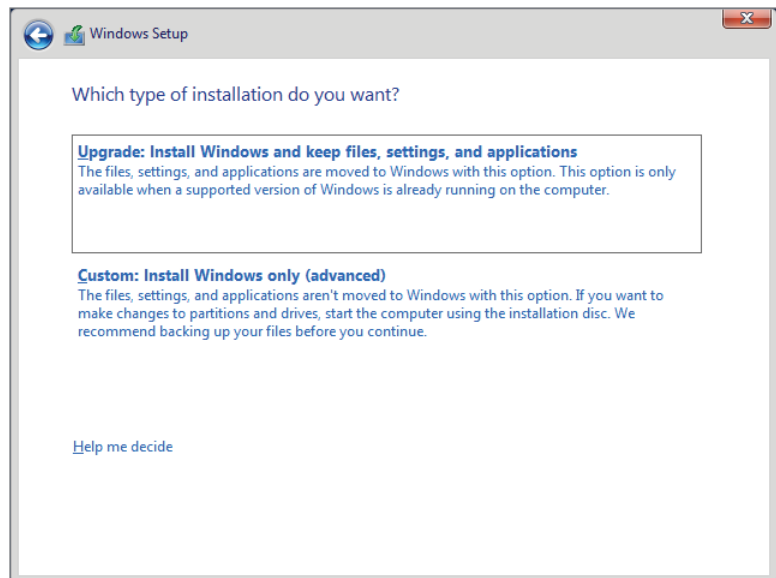 Windows Setup
Which type of installation do you want?
Upgrade: Install Windows and keep files, settings, and applications
The files, settings, and applications are moved to Windows with this option. This option is only
available when a supported version of Windows is already running on the computer.
Custom: Install Windows only (advanced)
The files, settings, and applications aren't moved to Windows with this option. If you want to
make changes to partitions and drives, start the computer using the installation disc. We
recommend backing up your files before you continue.
Help me decide